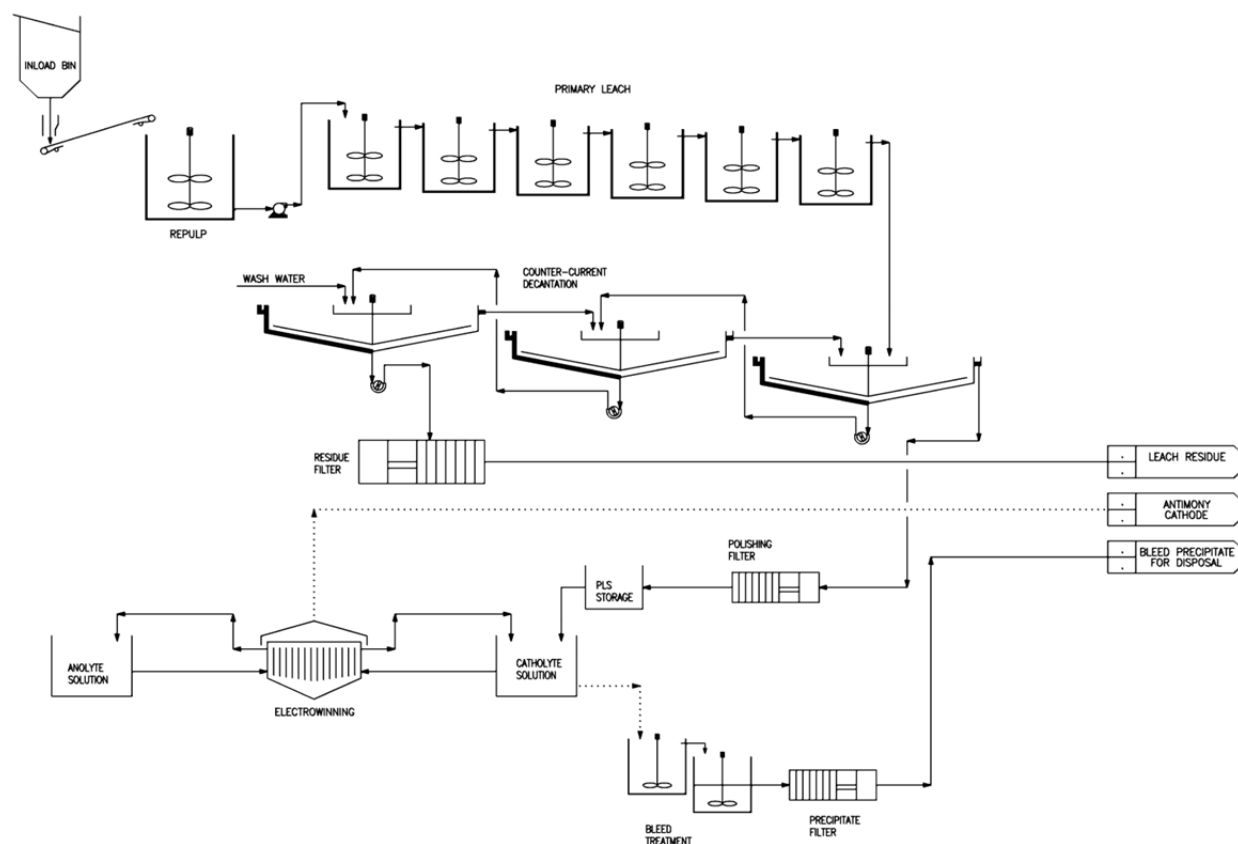 INLOAD BIN
PRIMARY LEACH
REPULP
WASH WATER
COUNTER-CURRENT
DECANTATION
RESIDUE
FILTER
LEACH RESIDUE
ANTIMONY
CATHODE
BLEED PRECIPITATE
FOR DISPOSAL
POLISHING
FILTER
PLS
STORAGE
ANOLYTE
SOLUTION
CATHOLYTE
SOLUTION
ELECTROWINNING
BLEED
TREATMENT
PRECIPITATE
FILTER